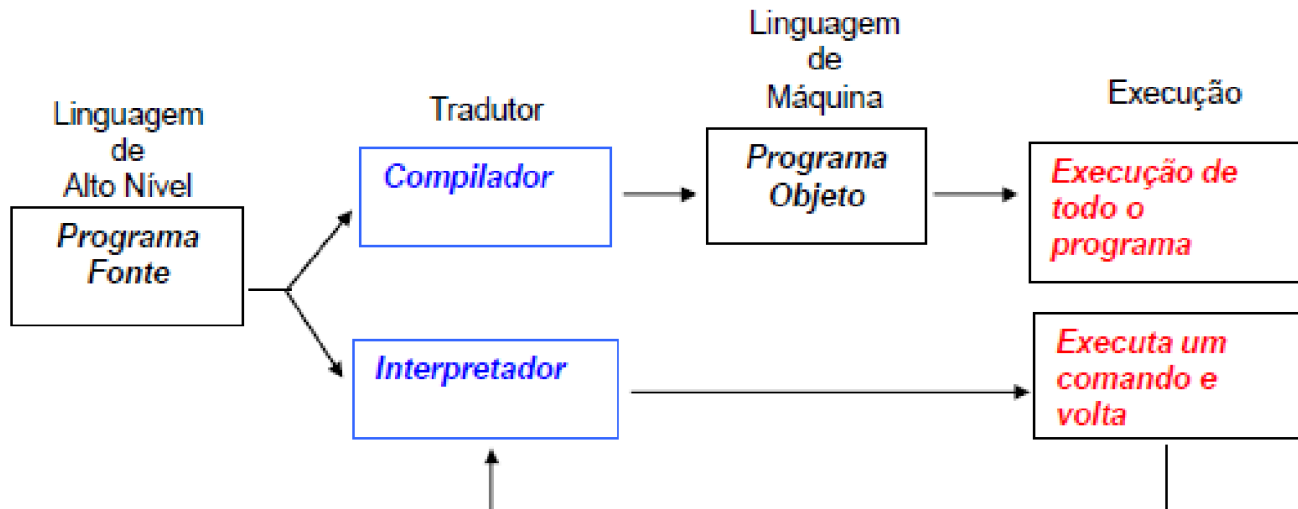 Linguagem
de
Alto Nível
Programa
Fonte
Tradutor
Compilador
Interpretador
Linguagem
de
Máquina
Programa
Objeto
Execução
Execução de
todo o
programa
Executa um
comando e
volta